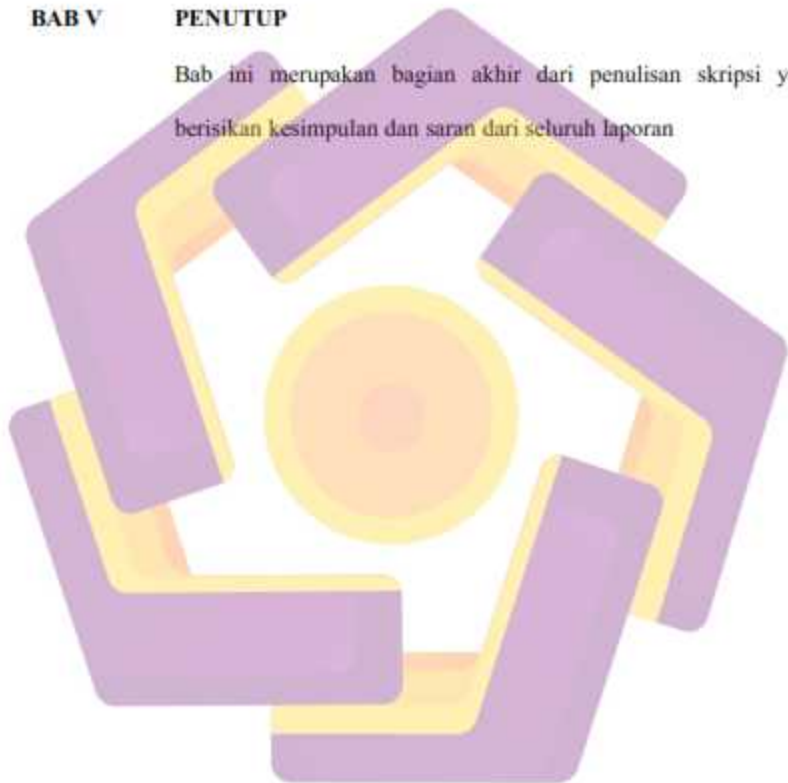 BAB V PENUTUP
Bab ini merupakan bagian akhir dari penulisan skripsi y
berisikan kesimpulan dan saran dari seluruh laporan